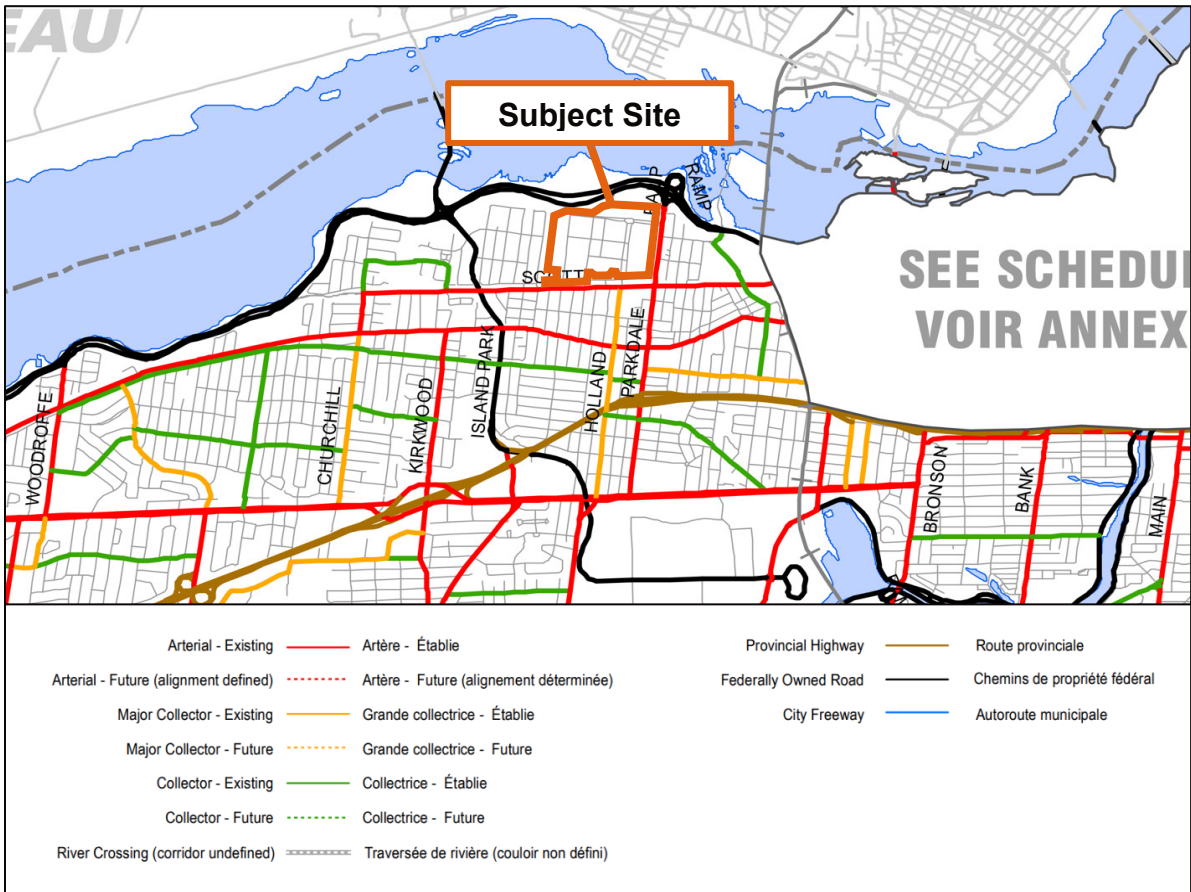 EAU
Subject Site
RAMP
SEE SCHEDUL
VOIR ANNEX
WOODROFFE
CHURCHILL
KIRKWOOD
ISLAND PARK
HOLLAND
PARKDALE
BRONSON
BANK
MAIN
Arterial - Existing Artère - Établie
Arterial - Future (alignment defined) Artère - Future (alignement déterminée)
Major Collector - Existing Grande collectrice - Établie
Major Collector - Future Grande collectrice - Future
Collector - Existing Collectrice - Établie
Collector - Future Collectrice - Future
River Crossing (corridor undefined) Traversée de rivière (couloir non défini)
Provincial Highway Route provinciale
Federally Owned Road Chemins de propriété fédéral
City Freeway Autoroute municipale